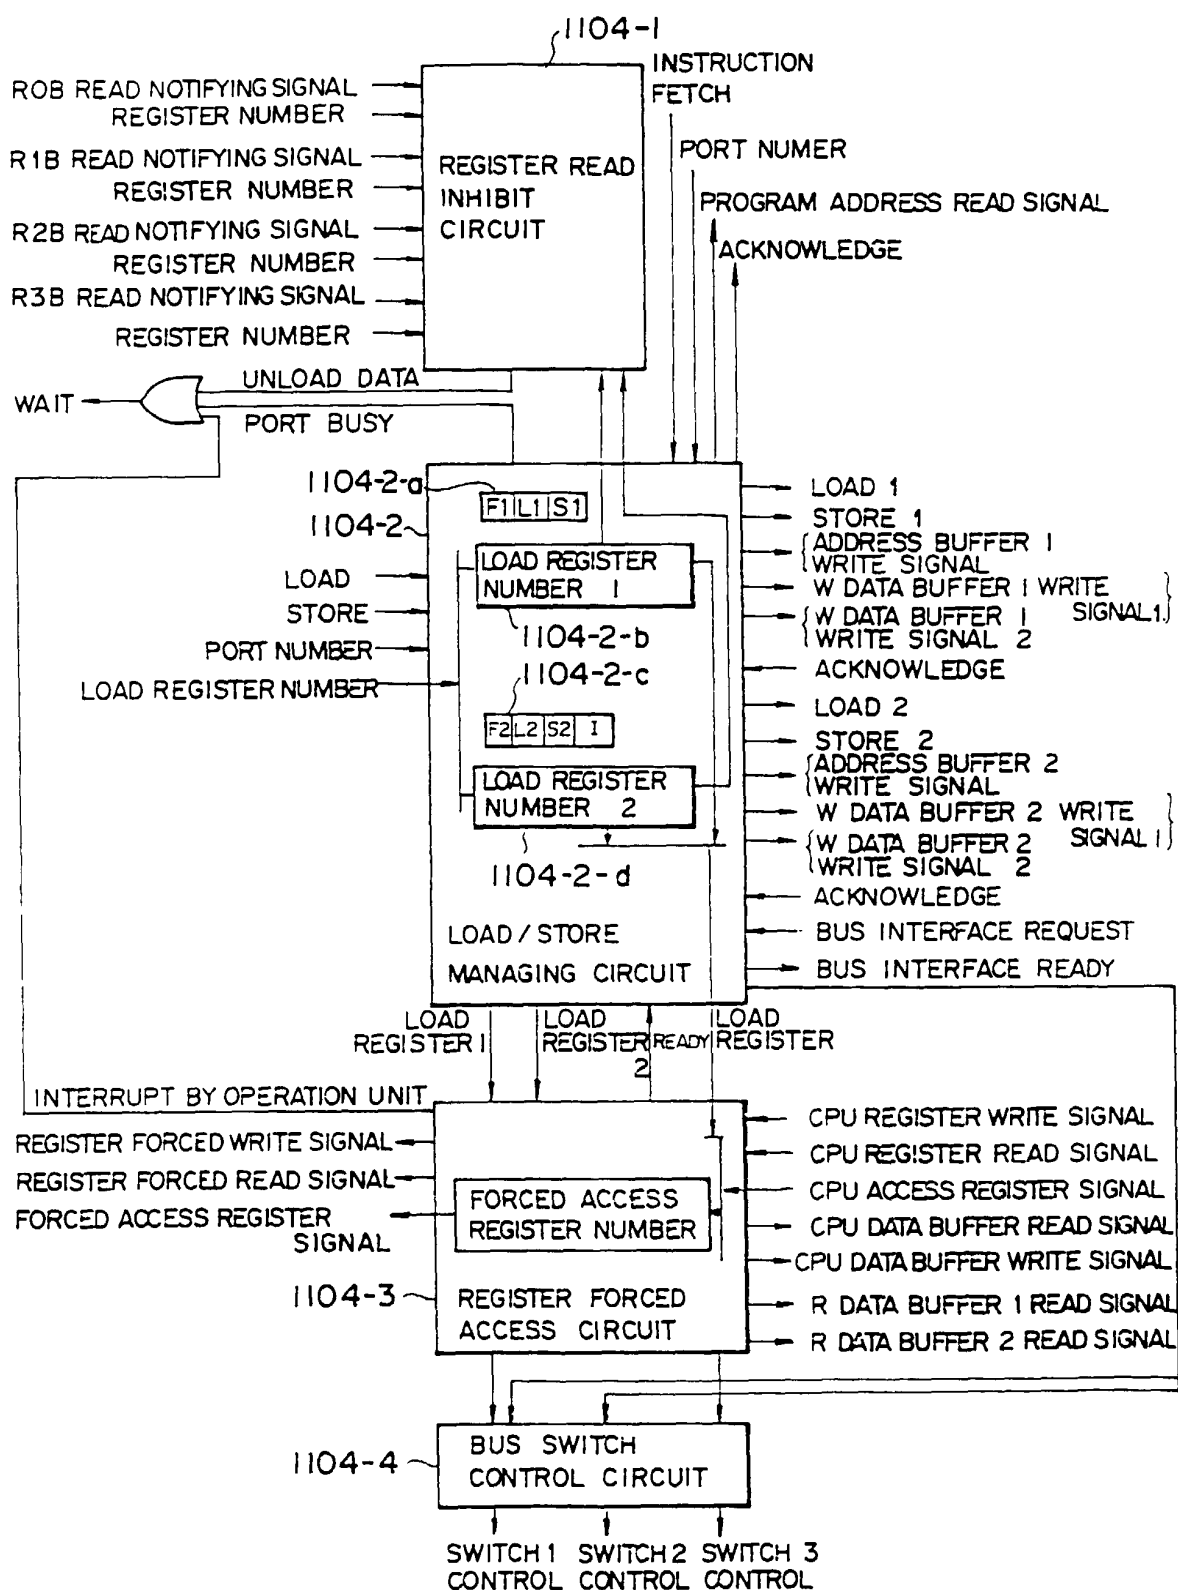 1104-1
INSTRUCTION
FETCH
R0B READ NOTIFYING SIGNAL
REGISTER NUMBER
R1B READ NOTIFYING SIGNAL
REGISTER NUMBER
R2B READ NOTIFYING SIGNAL
REGISTER NUMBER
R3B READ NOTIFYING SIGNAL
REGISTER NUMBER
REGISTER READ
INHIBIT
CIRCUIT
PORT NUMER
PROGRAM ADDRESS READ SIGNAL
ACKNOWLEDGE
UNLOAD DATA
WAIT
PORT BUSY
1104-2-a
F1 L1 S1
1104-2
LOAD REGISTER
NUMBER 1
1104-2-b
LOAD
STORE
PORT NUMBER
LOAD REGISTER NUMBER
1104-2-c
F2 L2 S2 I
LOAD REGISTER
NUMBER 2
1104-2-d
LOAD/STORE
MANAGING CIRCUIT
LOAD 1
STORE 1
ADDRESS BUFFER 1
WRITE SIGNAL
W DATA BUFFER 1 WRITE
SIGNAL 1.
W DATA BUFFER 1
WRITE SIGNAL 2
ACKNOWLEDGE
LOAD 2
STORE 2
ADDRESS BUFFER 2
WRITE SIGNAL
W DATA BUFFER 2 WRITE
SIGNAL 1
W DATA BUFFER 2
WRITE SIGNAL 2
ACKNOWLEDGE
BUS INTERFACE REQUEST
BUS INTERFACE READY
LOAD
REGISTER 1
LOAD
REGISTER
2
READY
LOAD
REGISTER
INTERRUPT BY OPERATION UNIT
REGISTER FORCED WRITE SIGNAL
REGISTER FORCED READ SIGNAL
FORCED ACCESS REGISTER
SIGNAL
1104-3
FORCED ACCESS
REGISTER NUMBER
REGISTER FORCED
ACCESS CIRCUIT
CPU REGISTER WRITE SIGNAL
CPU REGISTER READ SIGNAL
CPU ACCESS REGISTER SIGNAL
CPU DATA BUFFER READ SIGNAL
CPU DATA BUFFER WRITE SIGNAL
R DATA BUFFER 1 READ SIGNAL
R DATA BUFFER 2 READ SIGNAL
1104-4
BUS SWITCH
CONTROL CIRCUIT
SWITCH 1
CONTROL
SWITCH 2
CONTROL
SWITCH 3
CONTROL